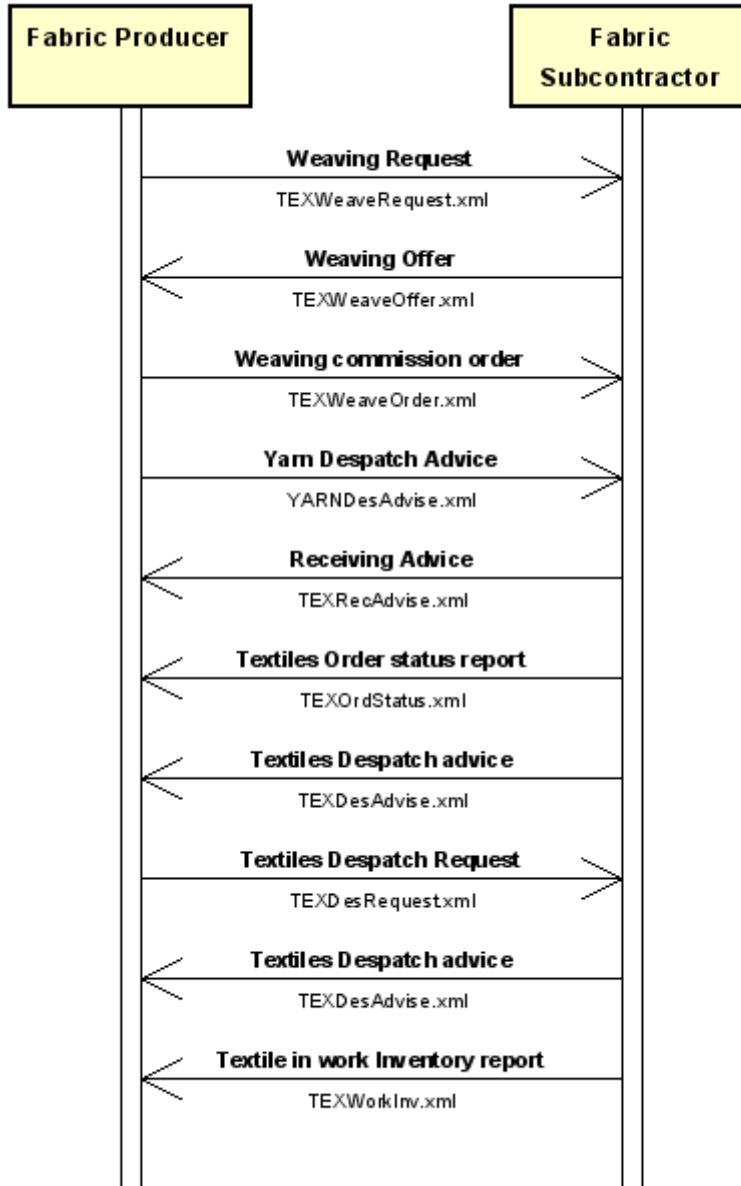 Fabric Producer
Fabric
Subcontractor
Weaving Request
TEXWeaveRequest.xml
Weaving Offer
TEXWeaveOffer.xml
Weaving commission order
TEXWeaveOrder.xml
Yarn Despatch Advice
YARNDesAdvise.xml
Receiving Advice
TEXRecAdvise.xml
Textiles Order status report
TEXOrdStatus.xml
Textiles Despatch advice
TEXDesAdvise.xml
Textiles Despatch Request
TEXDesRequest.xml
Textiles Despatch advice
TEXDesAdvise.xml
Textile in work Inventory report
TEXWorkInv.xml